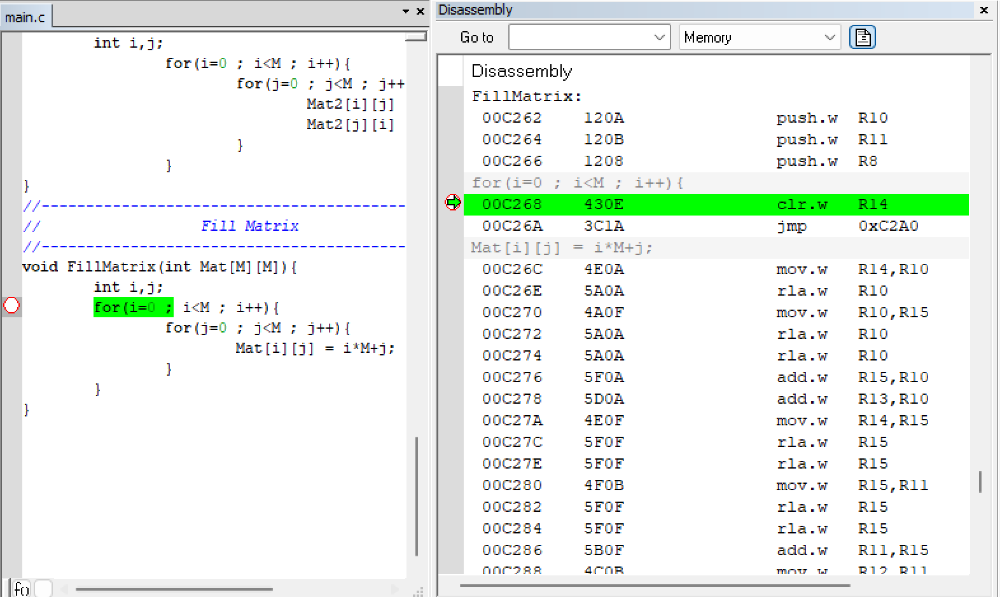 main.c
int i,j;
for(i=0 ; i<M ; i++){
for(j=0 ; j<M ; j++
Mat2[i][j]
Mat2[j][i]
}
}
}
//-----------------------------------------
// Fill Matrix
//-----------------------------------------
void FillMatrix(int Mat[M][M]){
int i,j;
for(i=0 ; i<M ; i++){
for(j=0 ; j<M ; j++){
Mat[i][j] = i*M+j;
}
}
}
f()
Disassembly
Go to
Memory
Disassembly
FillMatrix:
00C262 120A push.w R10
00C264 120B push.w R11
00C266 1208 push.w R8
for(i=0 ; i<M ; i++){
00C268 430E clr.w R14
00C26A 3C1A jmp 0xC2A0
Mat[i][j] = i*M+j;
00C26C 4E0A mov.w R14,R10
00C26E 5A0A rla.w R10
00C270 4A0F mov.w R10,R15
00C272 5A0A rla.w R10
00C274 5A0A rla.w R10
00C276 5F0A add.w R15,R10
00C278 5D0A add.w R13,R10
00C27A 4E0F mov.w R14,R15
00C27C 5F0F rla.w R15
00C27E 5F0F rla.w R15
00C280 4F0B mov.w R15,R11
00C282 5F0F rla.w R15
00C284 5F0F rla.w R15
00C286 5B0F add.w R11,R15
00C288 4C0B mov.w R12,R11